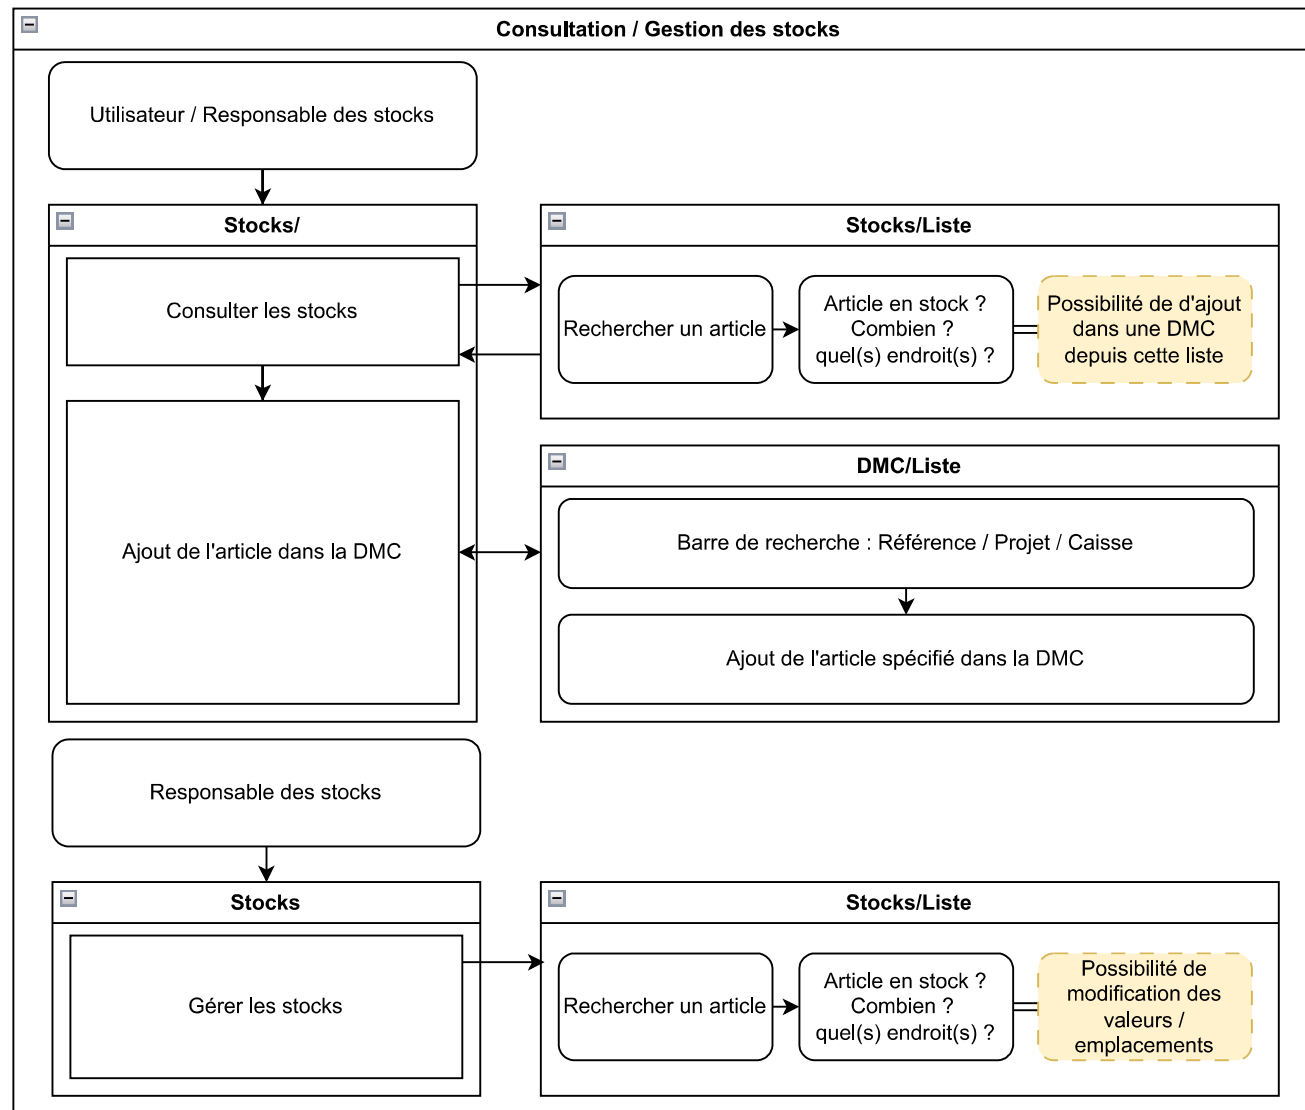 Consultation / Gestion des stocks
Utilisateur / Responsable des stocks
Stocks/
Consulter les stocks
Ajout de l'article dans la DMC
Stocks/Liste
Rechercher un article
Article en stock ?
Combien ?
quel(s) endroit(s) ?
Possibilité de d'ajout
dans une DMC
depuis cette liste
DMC/Liste
Barre de recherche : Référence / Projet / Caisse
Ajout de l'article spécifié dans la DMC
Responsable des stocks
Stocks
Gérer les stocks
Stocks/Liste
Rechercher un article
Article en stock ?
Combien ?
quel(s) endroit(s) ?
Possibilité de
modification des
valeurs /
emplacements